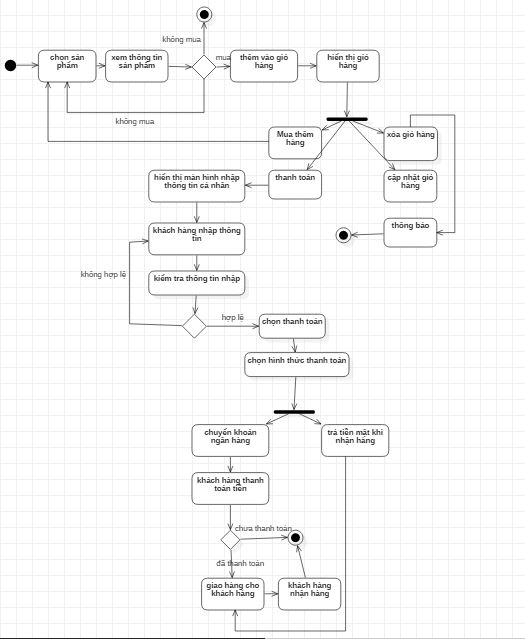 không mua
chọn sản
phẩm
xem thông tin
sản phẩm
mua
thêm vào giỏ
hàng
hiển thị giỏ
hàng
không mua
Mua thêm
hàng
xóa giỏ hàng
hiển thị màn hình nhập
thông tin cá nhân
thanh toán
cập nhật giỏ
hàng
khách hàng nhập thông
tin
thông báo
không hợp lệ
kiểm tra thông tin nhập
hợp lệ
chọn thanh toán
chọn hình thức thanh toán
chuyển khoản
ngân hàng
trả tiền mặt khi
nhận hàng
khách hàng thanh
toán tiền
chưa thanh toán
đã thanh toán
giao hàng cho
khách hàng
khách hàng
nhận hàng